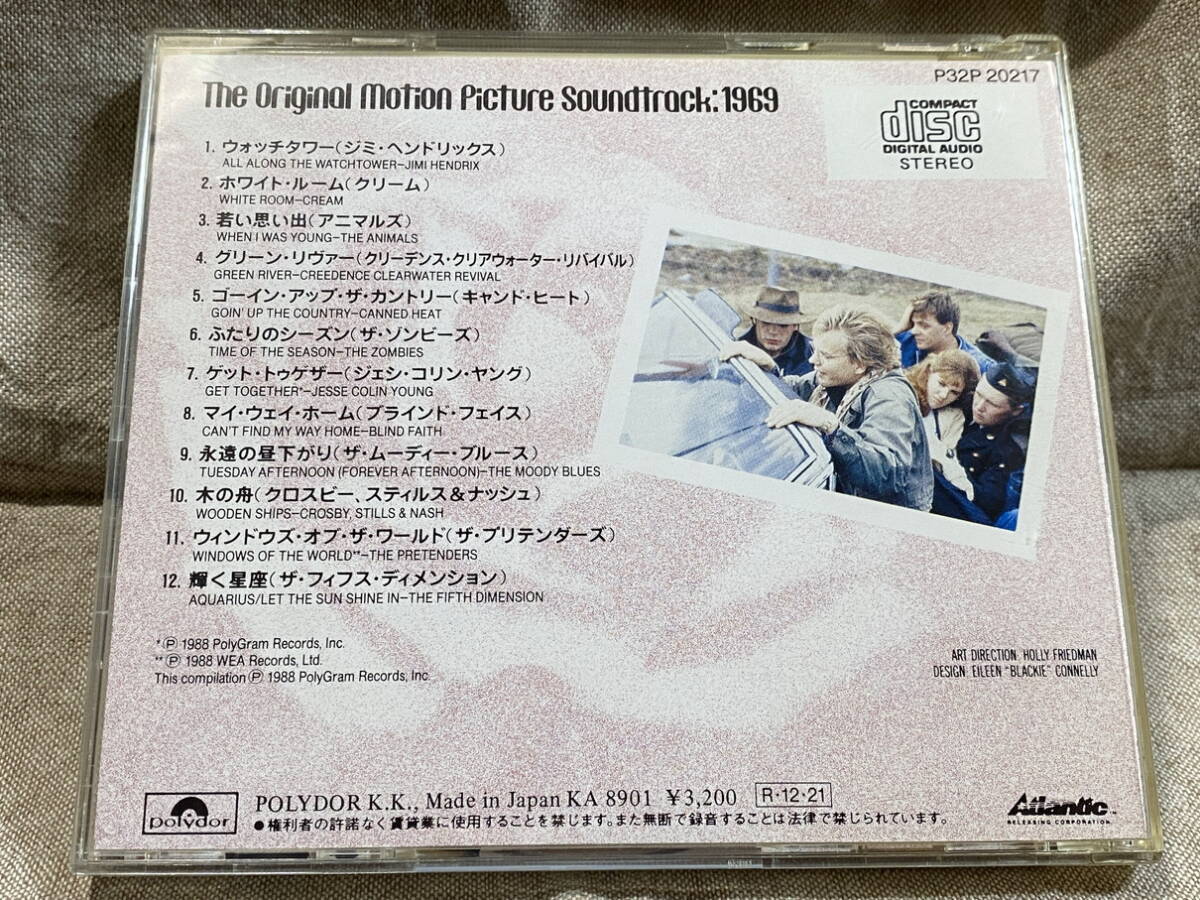 The Original Motion Picture Soundtrack:1969
P32P 20217
COMPACT
disc
DIGITAL AUDIO
STEREO
1. ウォッチタワー(ジミ・ヘンドリックス)
ALL ALONG THE WATCHTOWER–JIMI HENDRIX
2. ホワイト・ルーム(クリーム)
WHITE ROOM–CREAM
3. 若い思い出(アニマルズ)
WHEN I WAS YOUNG–THE ANIMALS
4. グリーン・リヴァー(クリーデンス・クリアウォーター・リバイバル)
GREEN RIVER–CREEDENCE CLEARWATER REVIVAL
5. ゴーイン・アップ・ザ・カントリー(キャンド・ヒート)
GOIN' UP THE COUNTRY–CANNED HEAT
6. ふたりのシーズン(ザ・ゾンビーズ)
TIME OF THE SEASON–THE ZOMBIES
7. ゲット・トゥゲザー(ジェシ・コリン・ヤング)
GET TOGETHER*–JESSE COLIN YOUNG
8. マイ・ウェイ・ホーム(ブラインド・フェイス)
CAN'T FIND MY WAY HOME–BLIND FAITH
9. 永遠の昼下がり(ザ・ムーディー・ブルース)
TUESDAY AFTERNOON (FOREVER AFTERNOON)–THE MOODY BLUES
10. 木の舟(クロスビー、スティルス&ナッシュ)
WOODEN SHIPS–CROSBY, STILLS & NASH
11. ウィンドウズ・オブ・ザ・ワールド(ザ・プリテンダーズ)
WINDOWS OF THE WORLD**–THE PRETENDERS
12. 輝く星座(ザ・フィフス・ディメンション)
AQUARIUS/LET THE SUN SHINE IN–THE FIFTH DIMENSION
*Ⓟ 1988 PolyGram Records, Inc.
**Ⓟ 1988 WEA Records, Ltd.
This compilation Ⓟ 1988 PolyGram Records, Inc.
ART DIRECTION: HOLLY FRIEDMAN
DESIGN: EILEEN "BLACKIE" CONNELLY
polydor
POLYDOR K.K., Made in Japan KA 8901 ¥3,200 R・12・21
●権利者の許諾なく賃貸業に使用することを禁じます。また無断で録音することは法律で禁じられています。
Atlantic™
RELEASING CORPORATION